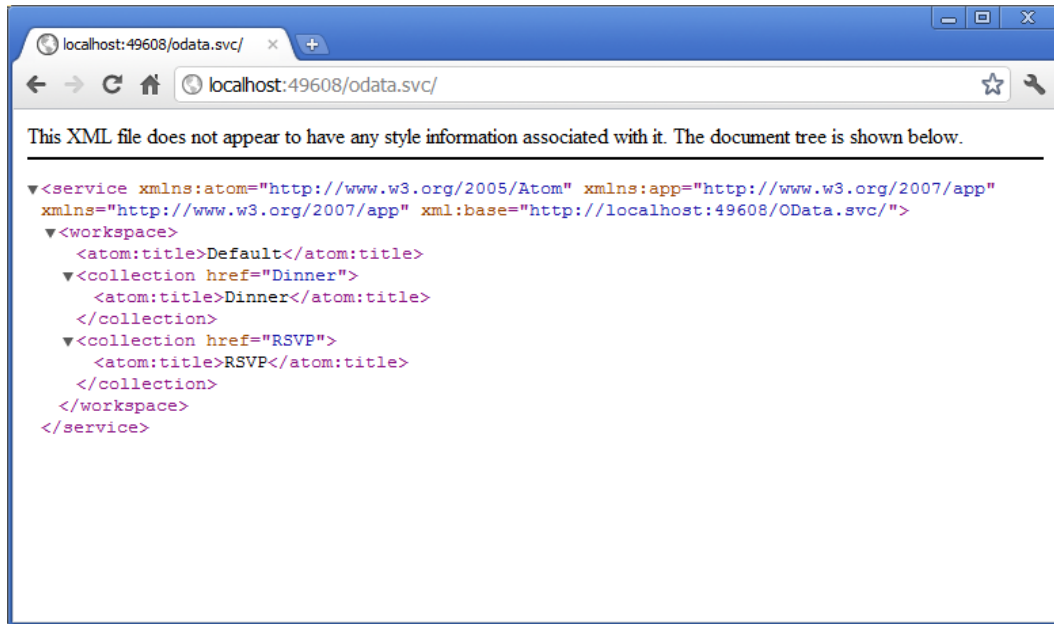 localhost:49608/odata.svc/
localhost:49608/odata.svc/
This XML file does not appear to have any style information associated with it. The document tree is shown below.
▼<service xmlns:atom="http://www.w3.org/2005/Atom" xmlns:app="http://www.w3.org/2007/app"
xmlns="http://www.w3.org/2007/app" xml:base="http://localhost:49608/OData.svc/">
▼<workspace>
<atom:title>Default</atom:title>
▼<collection href="Dinner">
<atom:title>Dinner</atom:title>
</collection>
▼<collection href="RSVP">
<atom:title>RSVP</atom:title>
</collection>
</workspace>
</service>